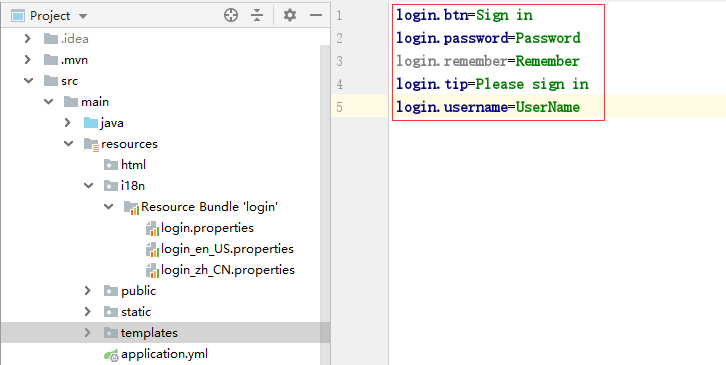 Project
.idea
.mvn
src
main
java
resources
html
i18n
Resource Bundle 'login'
login.properties
login_en_US.properties
login_zh_CN.properties
public
static
templates
application.yml
1 login.btn=Sign in
2 login.password=Password
3 login.remember=Remember
4 login.tip=Please sign in
5 login.username=UserName